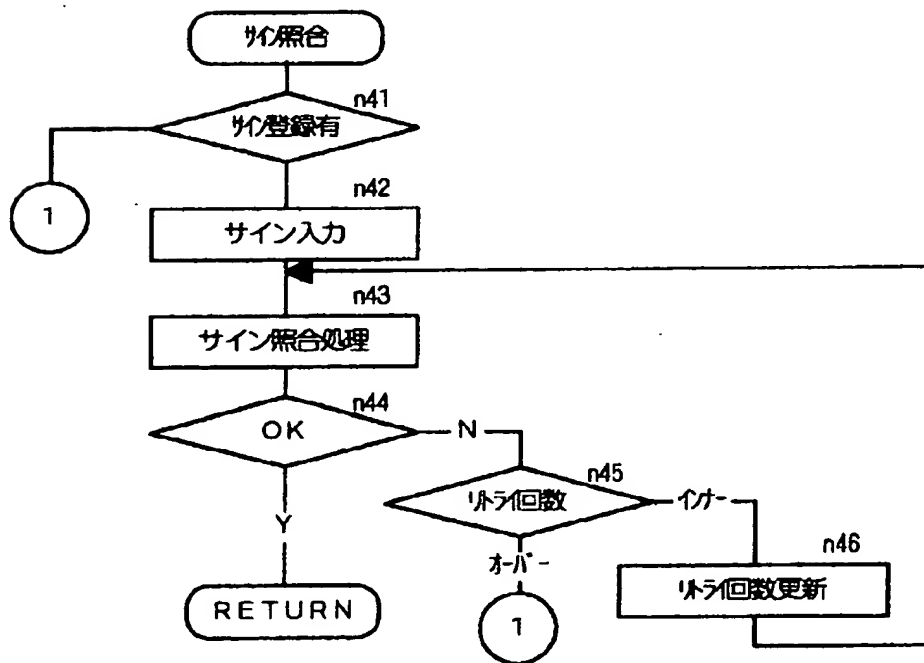 サイン照合
n41
サイン登録有
1
n42
サイン入力
n43
サイン照合処理
n44
OK
N
n45
リトライ回数
インナー
Y
オーバー
n46
リトライ回数更新
RETURN
1